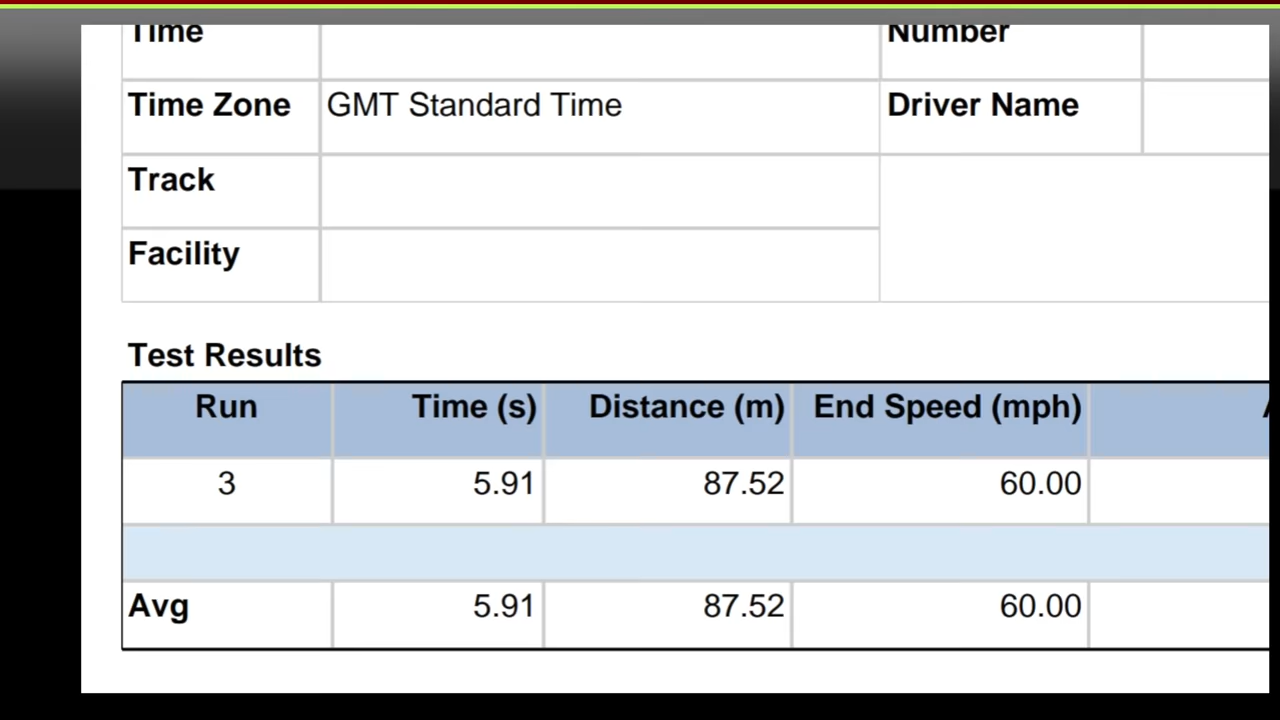 Time Number
Time Zone GMT Standard Time Driver Name
Track
Facility
Test Results
Run Time (s) Distance (m) End Speed (mph)
3 5.91 87.52 60.00
Avg 5.91 87.52 60.00